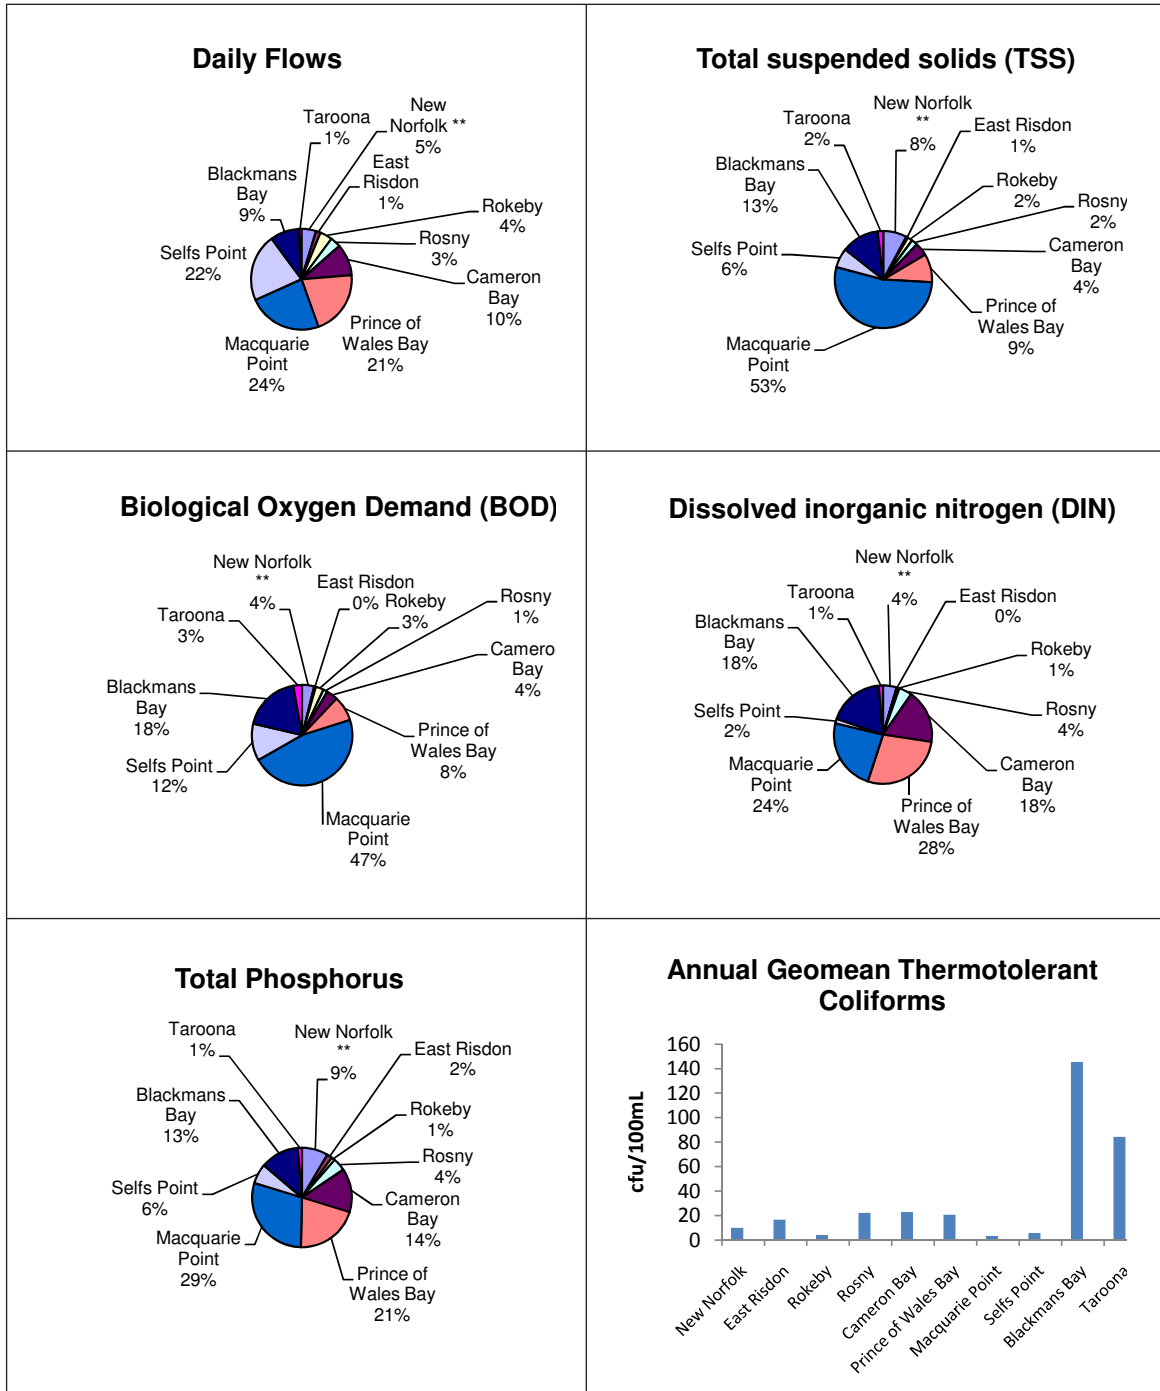 Daily Flows
Taroona
1%
New
Norfolk **
5%
East
Risdon
1%
Rokeby
4%
Rosny
3%
Cameron
Bay
10%
Prince of
Wales Bay
21%
Macquarie
Point
24%
Selfs Point
22%
Blackmans
Bay
9%
Total suspended solids (TSS)
Taroona
2%
New Norfolk
**
8%
East Risdon
1%
Rokeby
2%
Rosny
2%
Cameron
Bay
4%
Prince of
Wales Bay
9%
Macquarie
Point
53%
Selfs Point
6%
Blackmans
Bay
13%
Biological Oxygen Demand (BOD)
New Norfolk
**
4%
East Risdon
0%
Rokeby
3%
Rosny
1%
Camero
Bay
4%
Prince of
Wales Bay
8%
Macquarie
Point
47%
Selfs Point
12%
Blackmans
Bay
18%
Taroona
3%
Dissolved inorganic nitrogen (DIN)
New Norfolk
**
4%
East Risdon
0%
Rokeby
1%
Rosny
4%
Cameron
Bay
18%
Prince of
Wales Bay
28%
Macquarie
Point
24%
Selfs Point
2%
Blackmans
Bay
18%
Taroona
1%
Total Phosphorus
Taroona
1%
New Norfolk
**
9%
East Risdon
2%
Rokeby
1%
Rosny
4%
Cameron
Bay
14%
Prince of
Wales Bay
21%
Macquarie
Point
29%
Selfs Point
6%
Blackmans
Bay
13%
Annual Geomean Thermotolerant
Coliforms
cfu/100mL
160
140
120
100
80
60
40
20
0
New Norfolk
East Risdon
Rokeby
Rosny
Cameron Bay
Prince of Wales Bay
Macquarie Point
Selfs Point
Blackmans Bay
Taroona